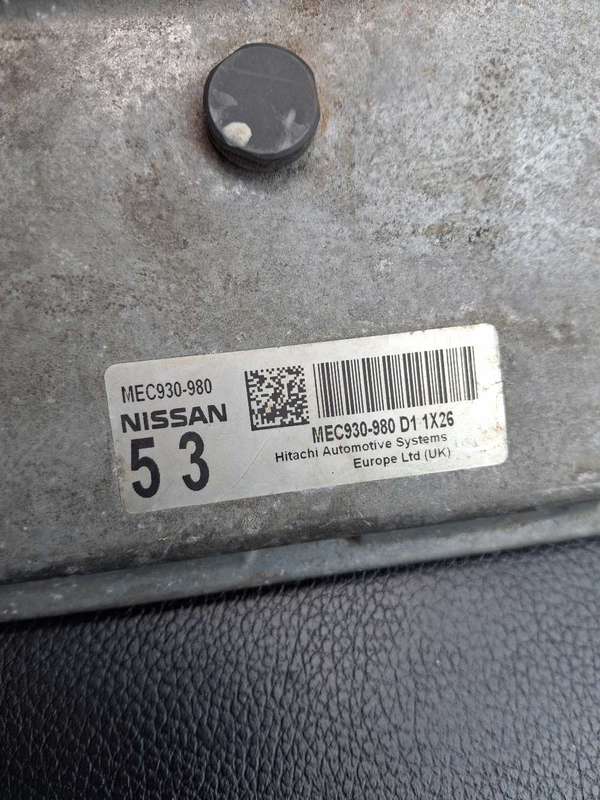 MEC930-980
NISSAN
53
MEC930-980 D1 1X26
Hitachi Automotive Systems
Europe Ltd (UK)